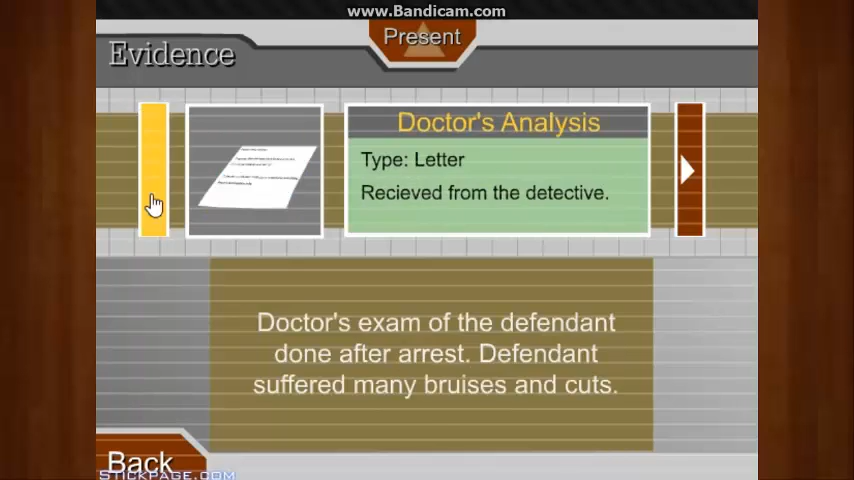 www.Bandicam.com
Present
Evidence
Doctor's Analysis
Type: Letter
Recieved from the detective.
Doctor's exam of the defendant
done after arrest. Defendant
suffered many bruises and cuts.
Back
STICKPAGE.COM